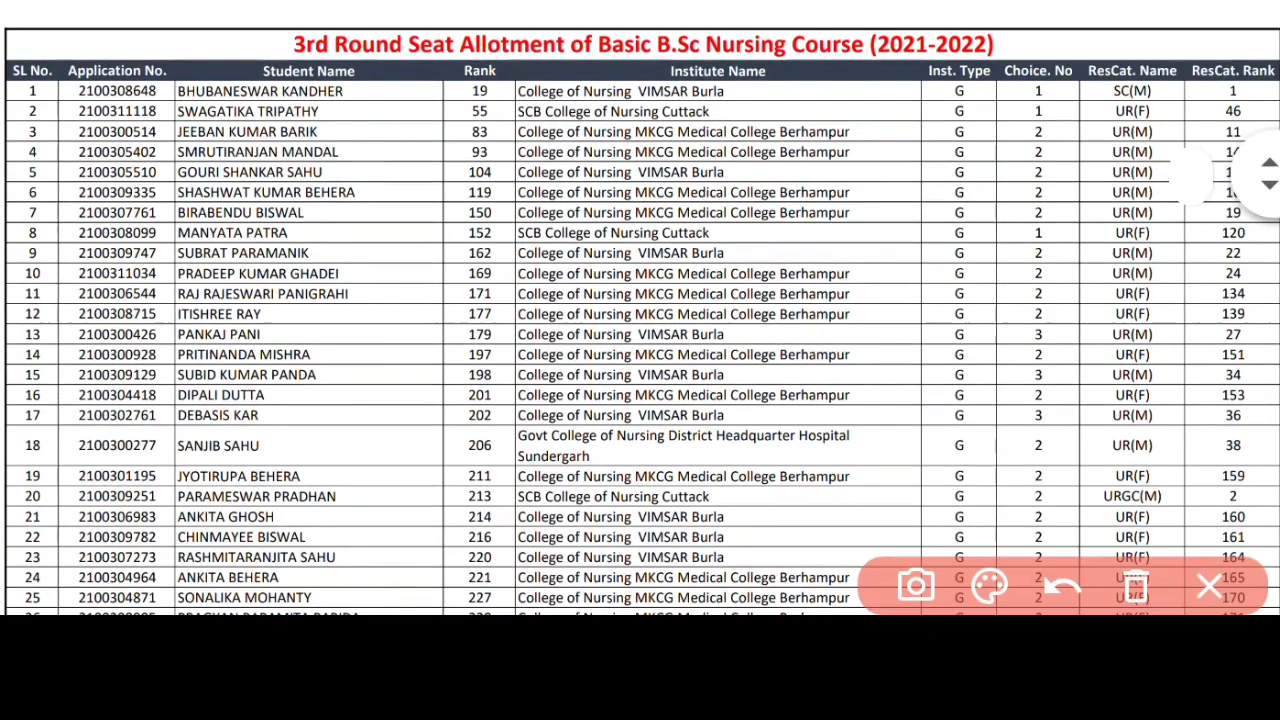 3rd Round Seat Allotment of Basic B.Sc Nursing Course (2021-2022)
SL No. Application No. Student Name Rank Institute Name Inst. Type Choice. No ResCat. Name ResCat. Rank
1 2100308648 BHUBANESWAR KANDHER 19 College of Nursing VIMSAR Burla G 1 SC(M) 1
2 2100311118 SWAGATIKA TRIPATHY 55 SCB College of Nursing Cuttack G 1 UR(F) 46
3 2100300514 JEEBAN KUMAR BARIK 83 College of Nursing MKCG Medical College Berhampur G 2 UR(M) 11
4 2100305402 SMRUTIRANJAN MANDAL 93 College of Nursing MKCG Medical College Berhampur G 2 UR(M)
5 2100305510 GOURI SHANKAR SAHU 104 College of Nursing VIMSAR Burla G 2 UR(M)
6 2100309335 SHASHWAT KUMAR BEHERA 119 College of Nursing MKCG Medical College Berhampur G 2 UR(M)
7 2100307761 BIRABENDU BISWAL 150 College of Nursing MKCG Medical College Berhampur G 2 UR(M) 19
8 2100308099 MANYATA PATRA 152 SCB College of Nursing Cuttack G 1 UR(F) 120
9 2100309747 SUBRAT PARAMANIK 162 College of Nursing VIMSAR Burla G 2 UR(M) 22
10 2100311034 PRADEEP KUMAR GHADEI 169 College of Nursing MKCG Medical College Berhampur G 2 UR(M) 24
11 2100306544 RAJ RAJESWARI PANIGRAHI 171 College of Nursing MKCG Medical College Berhampur G 2 UR(F) 134
12 2100308715 ITISHREE RAY 177 College of Nursing MKCG Medical College Berhampur G 2 UR(F) 139
13 2100300426 PANKAJ PANI 179 College of Nursing VIMSAR Burla G 3 UR(M) 27
14 2100300928 PRITINANDA MISHRA 197 College of Nursing MKCG Medical College Berhampur G 2 UR(F) 151
15 2100309129 SUBID KUMAR PANDA 198 College of Nursing VIMSAR Burla G 3 UR(M) 34
16 2100304418 DIPALI DUTTA 201 College of Nursing MKCG Medical College Berhampur G 2 UR(F) 153
17 2100302761 DEBASIS KAR 202 College of Nursing VIMSAR Burla G 3 UR(M) 36
18 2100300277 SANJIB SAHU 206 Govt College of Nursing District Headquarter Hospital G 2 UR(M) 38
Sundergarh
19 2100301195 JYOTIRUPA BEHERA 211 College of Nursing MKCG Medical College Berhampur G 2 UR(F) 159
20 2100309251 PARAMESWAR PRADHAN 213 SCB College of Nursing Cuttack G 2 URGC(M) 2
21 2100306983 ANKITA GHOSH 214 College of Nursing VIMSAR Burla G 2 UR(F) 160
22 2100309782 CHINMAYEE BISWAL 216 College of Nursing VIMSAR Burla G 2 UR(F) 161
23 2100307273 RASHMITARANJITA SAHU 220 College of Nursing VIMSAR Burla G 2 UR(F) 164
24 2100304964 ANKITA BEHERA 221 College of Nursing MKCG Medical College Berhampur G 2 165
25 2100304871 SONALIKA MOHANTY 227 College of Nursing MKCG Medical College Berhampur G 2 170